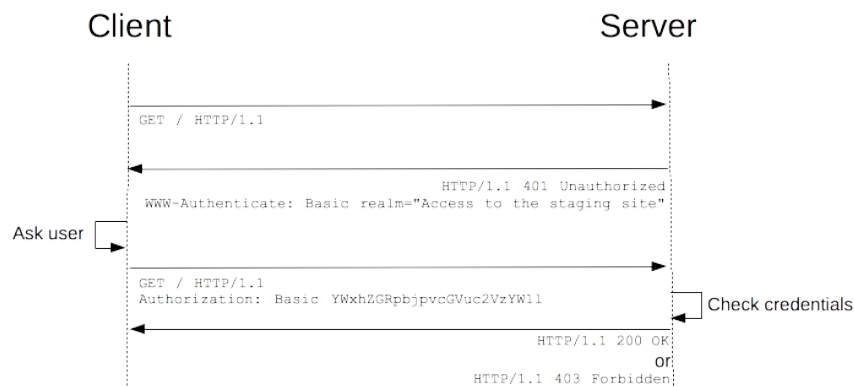 Client
Server
GET / HTTP/1.1
HTTP/1.1 401 Unauthorized
WWW-Authenticate: Basic realm="Access to the staging site"
Ask user
GET / HTTP/1.1
Authorization: Basic YWxhZGRpbjpvcGVuc2VzYW1l
Check credentials
HTTP/1.1 200 OK
or
HTTP/1.1 403 Forbidden